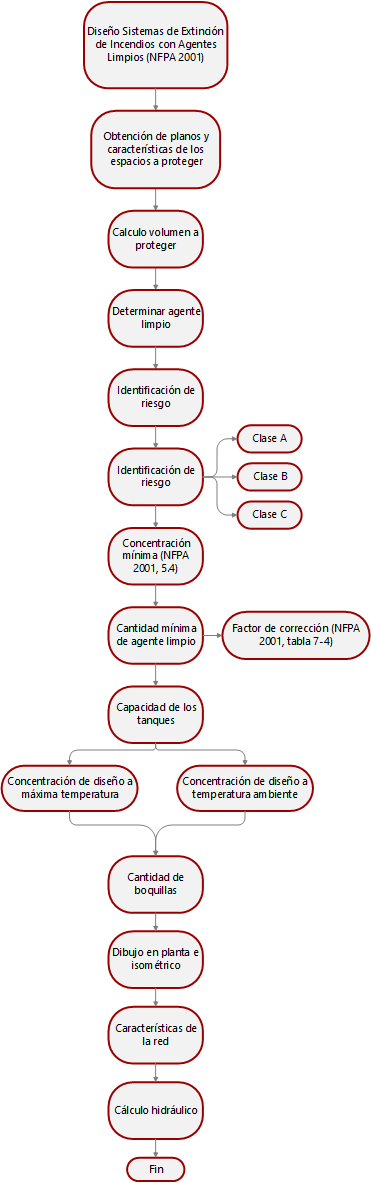 Diseño Sistemas de Extinción
de Incendios con Agentes
Limpios (NFPA 2001)
Obtención de planos y
características de los
espacios a proteger
Calculo volumen a
proteger
Determinar agente
limpio
Identificación de
riesgo
Identificación de
riesgo
Clase A
Clase B
Clase C
Concentración
mínima (NFPA
2001, 5.4)
Cantidad mínima
de agente limpio
Factor de corrección (NFPA
2001, tabla 7-4)
Capacidad de los
tanques
Concentración de diseño a
máxima temperatura
Concentración de diseño a
temperatura ambiente
Cantidad de
boquillas
Dibujo en planta e
isométrico
Características de
la red
Cálculo hidráulico
Fin